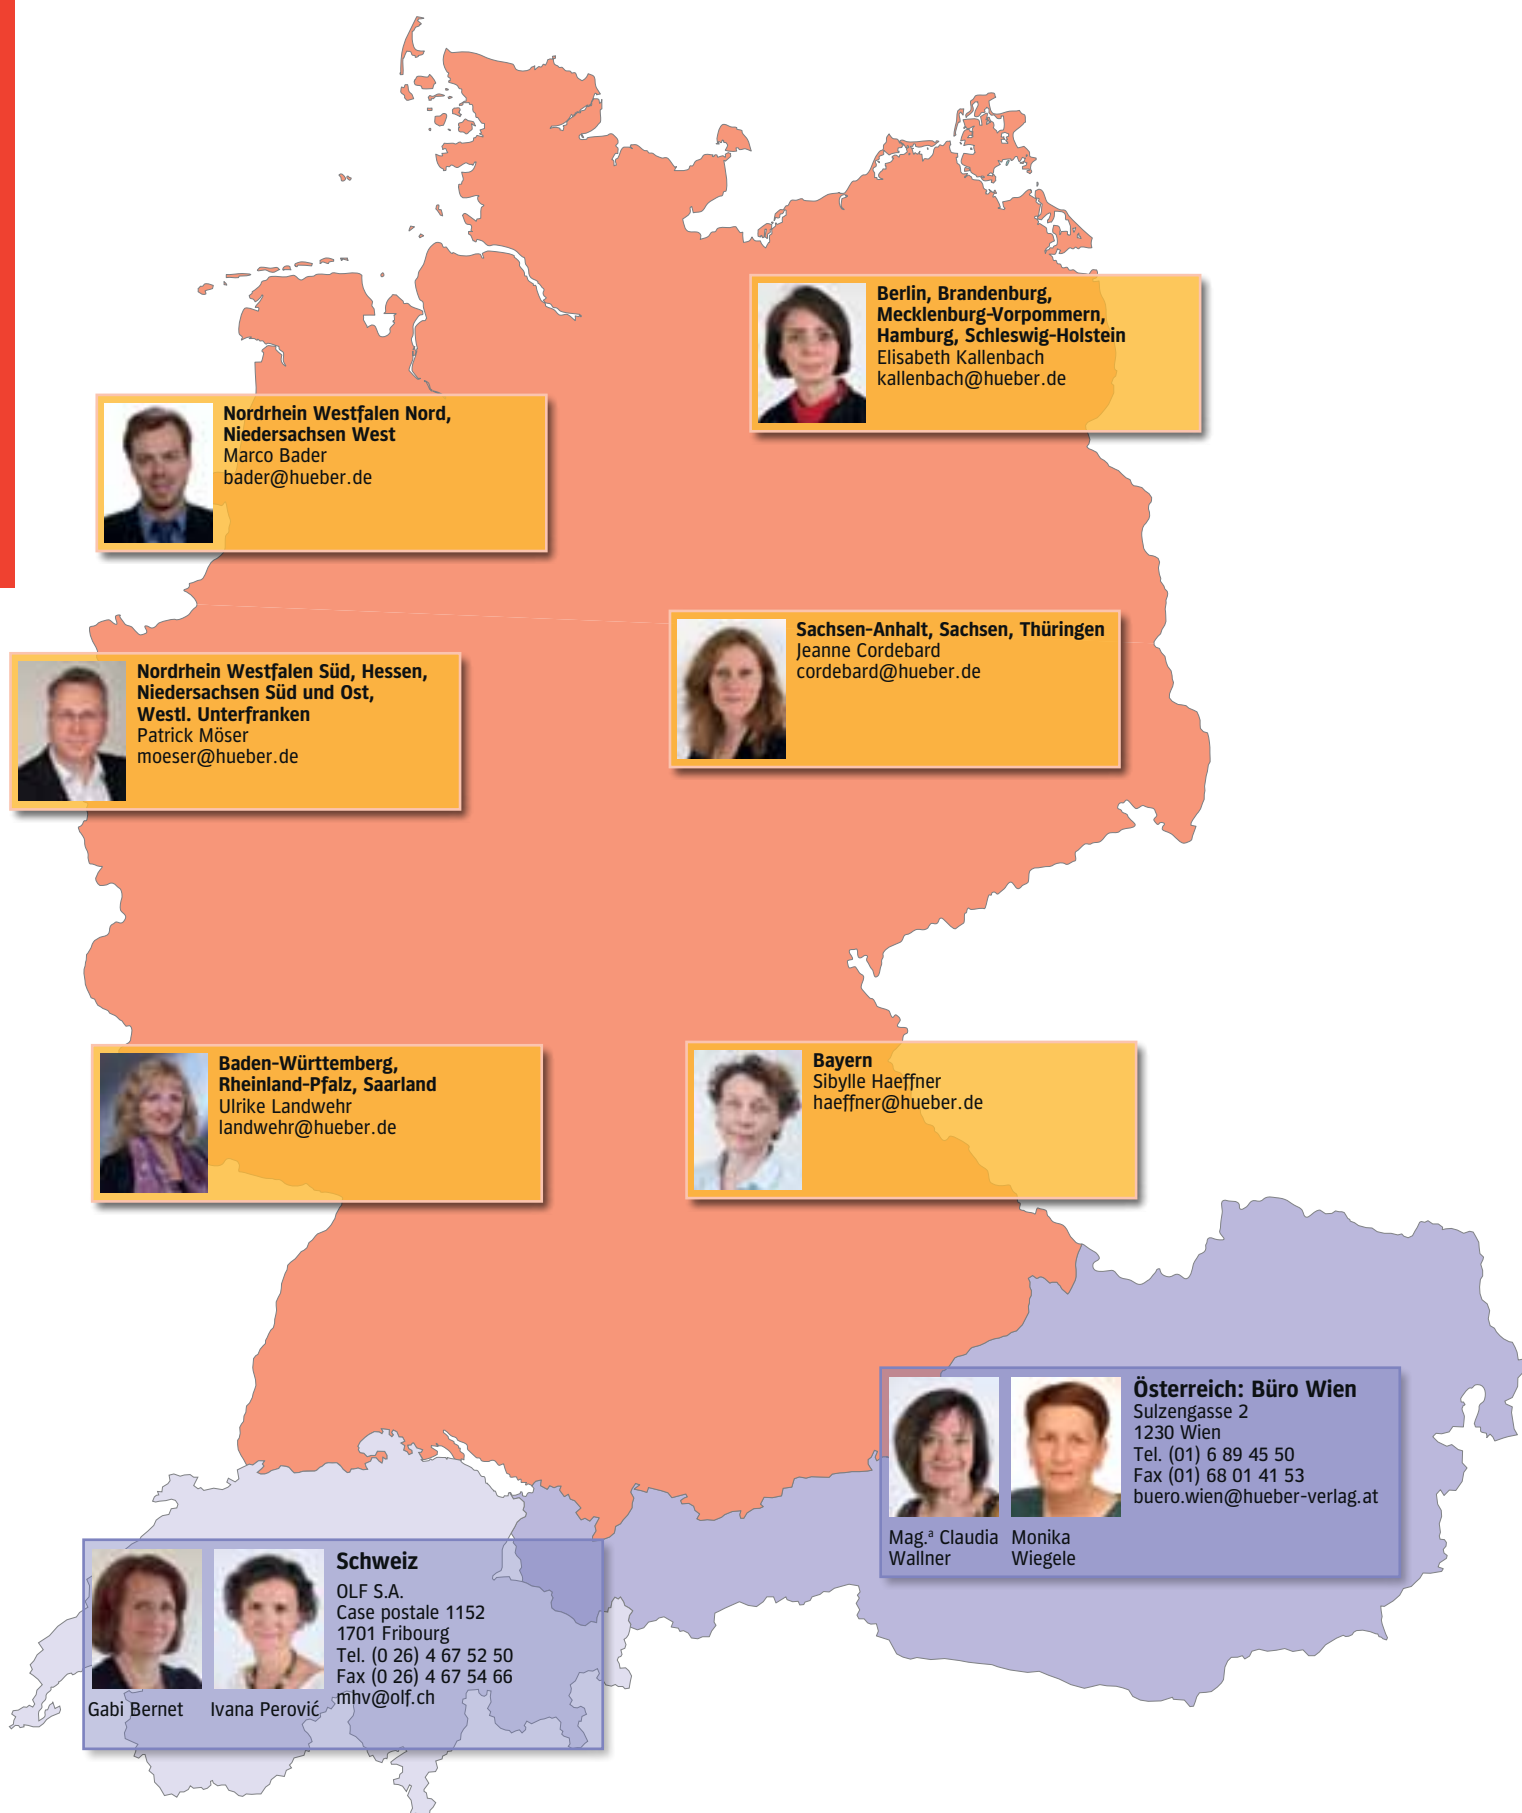 Berlin, Brandenburg,
Mecklenburg-Vorpommern,
Hamburg, Schleswig-Holstein
Elisabeth Kallenbach
kallenbach@hueber.de
Nordrhein Westfalen Nord,
Niedersachsen West
Marco Bader
bader@hueber.de
Sachsen-Anhalt, Sachsen, Thüringen
Jeanne Cordebard
cordebard@hueber.de
Nordrhein Westfalen Süd, Hessen,
Niedersachsen Süd und Ost,
Westl. Unterfranken
Patrick Möser
moeser@hueber.de
Baden-Württemberg,
Rheinland-Pfalz, Saarland
Ulrike Landwehr
landwehr@hueber.de
Bayern
Sibylle Haeffner
haeffner@hueber.de
Österreich: Büro Wien
Sulzengasse 2
1230 Wien
Tel. (01) 6 89 45 50
Fax (01) 68 01 41 53
buero.wien@hueber-verlag.at
Mag.ª Claudia
Wallner
Monika
Wiegele
Schweiz
OLF S.A.
Case postale 1152
1701 Fribourg
Tel. (0 26) 4 67 52 50
Fax (0 26) 4 67 54 66
mhv@olf.ch
Gabi Bernet
Ivana Perović